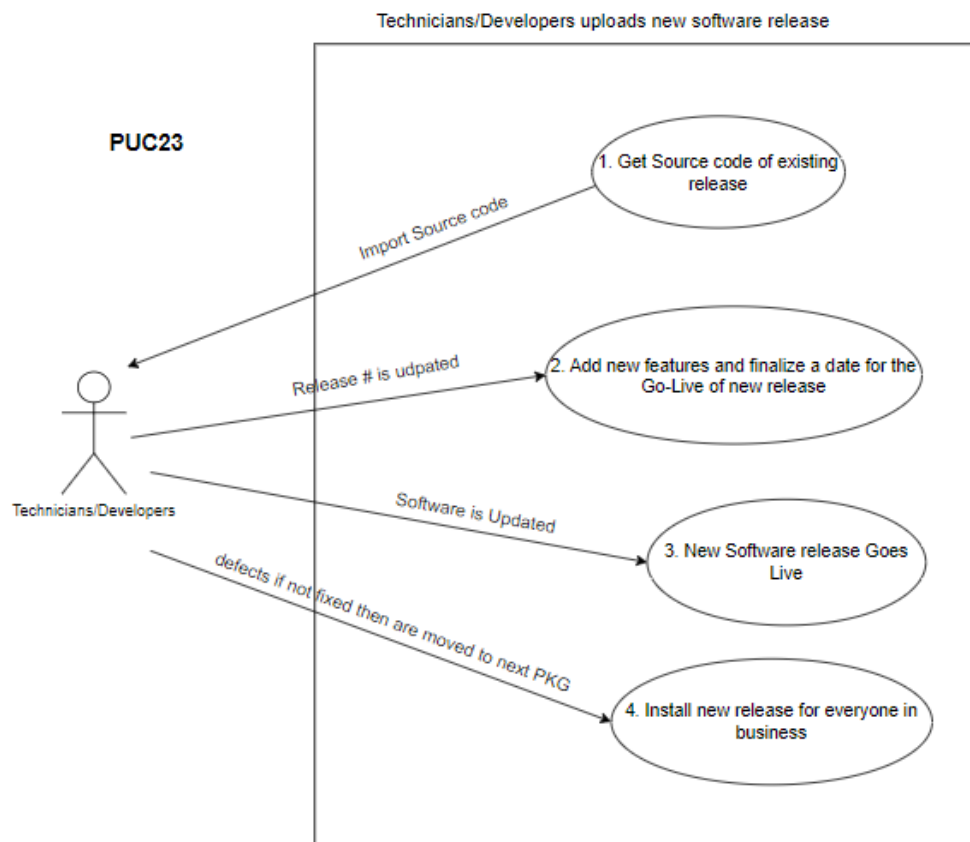 Technicians/Developers uploads new software release
PUC23
1. Get Source code of existing
release
Import Source code
Release # is udpated
2. Add new features and finalize a date for the
Go-Live of new release
Technicians/Developers
Software is Updated
3. New Software release Goes
Live
defects if not fixed then are moved to next PKG
4. Install new release for everyone in
business